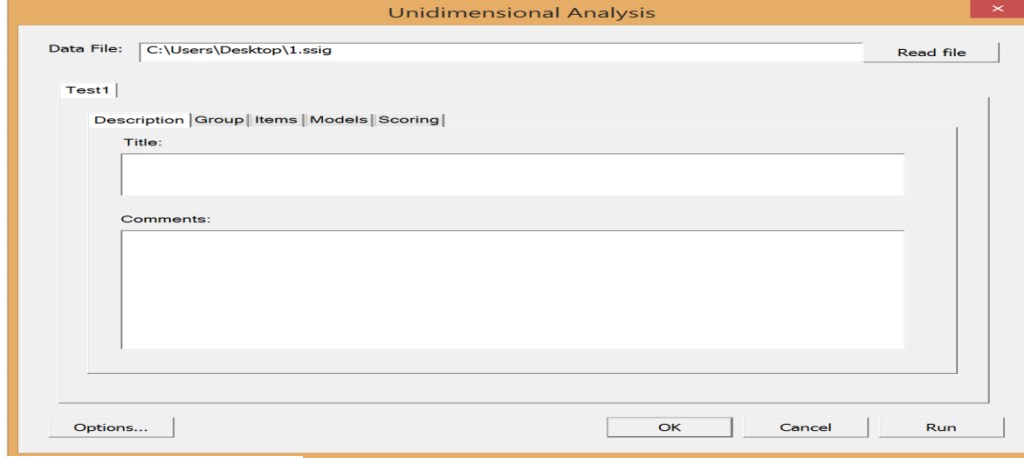 Unidimensional Analysis
Data File: C:\Users\Desktop\1.ssig Read file
Test1
Description Group Items Models Scoring
Title:
Comments:
Options... OK Cancel Run